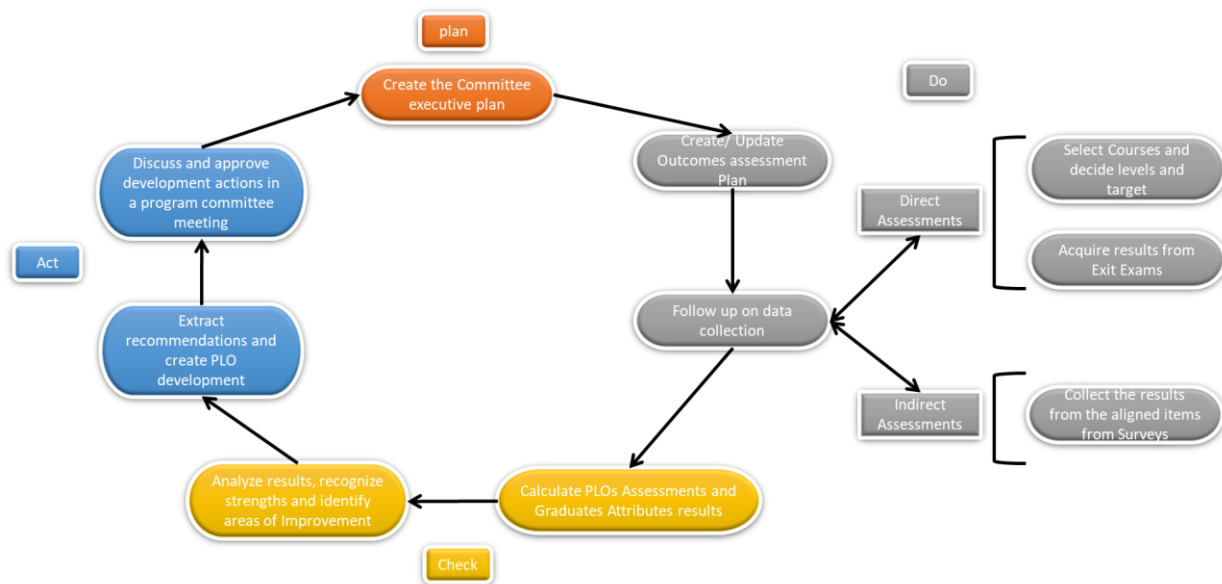 plan
Create the Committee
executive plan
Do
Create/ Update
Outcomes assessment
Plan
Select Courses and
decide levels and
target
Direct
Assessments
Discuss and approve
development actions in
a program committee
meeting
Act
Acquire results from
Exit Exams
Follow up on data
collection
Extract
recommendations and
create PLO
development
Indirect
Assessments
Collect the results
from the aligned items
from Surveys
Analyze results, recognize
strengths and identify
areas of Improvement
Calculate PLOs Assessments and
Graduates Attributes results
Check